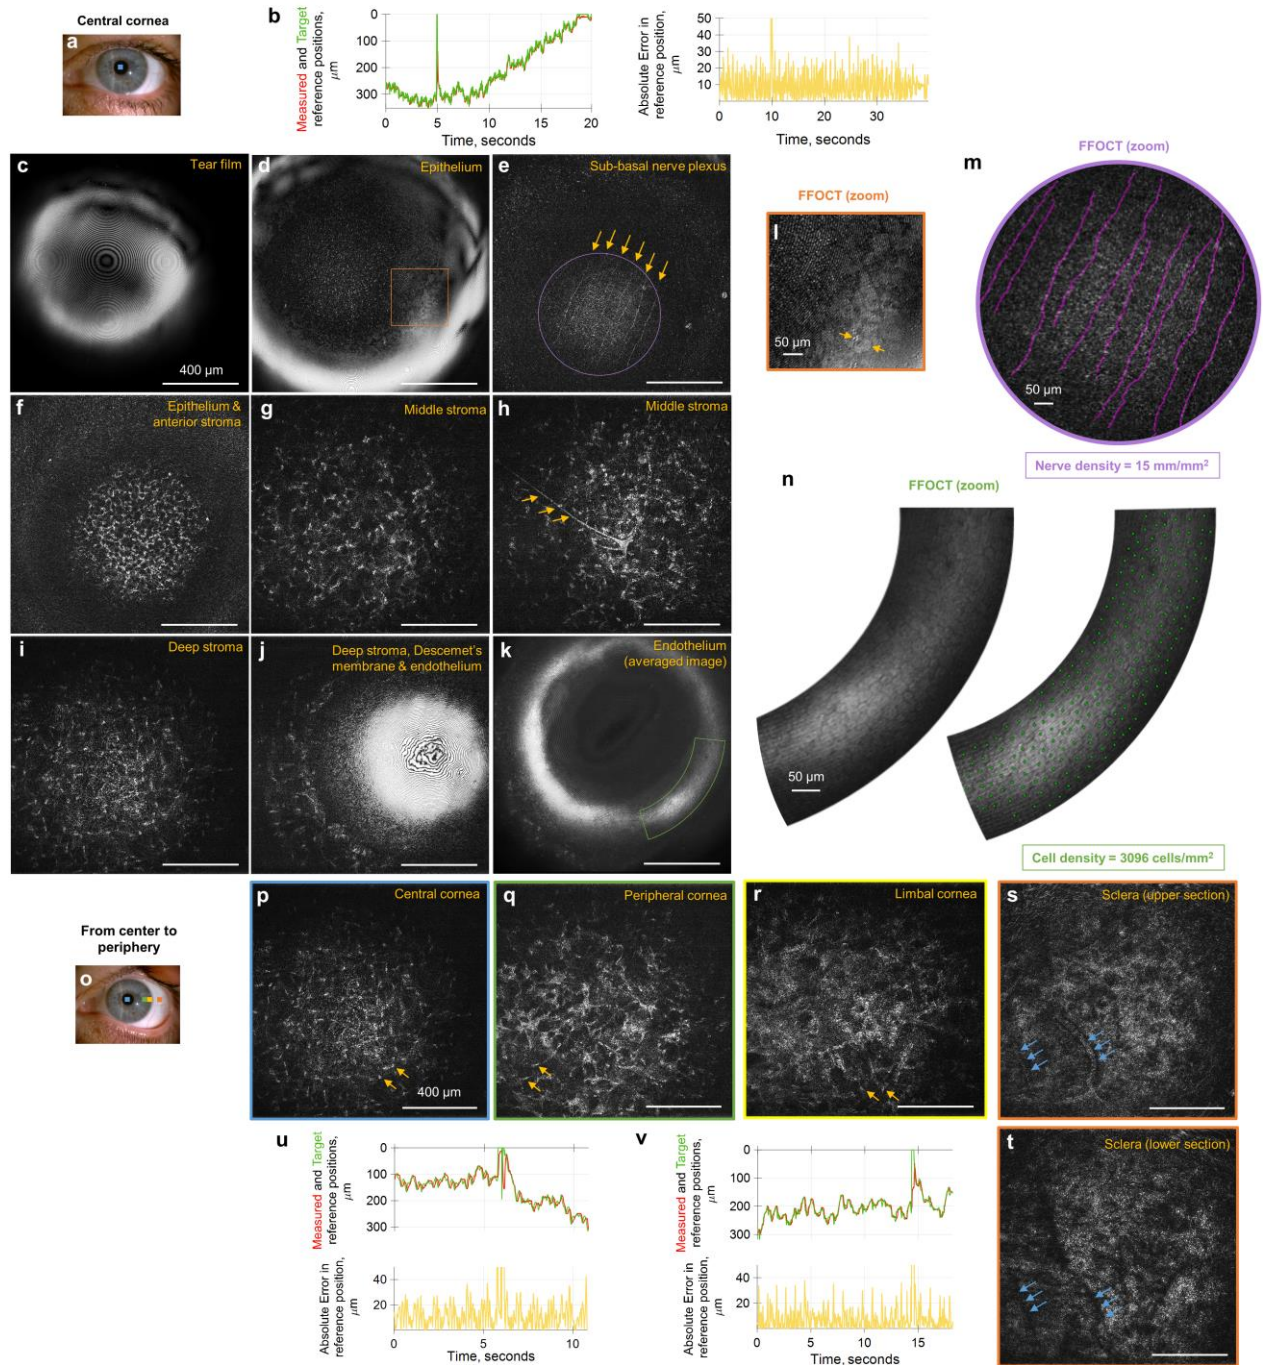 Central cornea
a
b
Measured and Target
reference positions,
μm
0
100
200
300
0
5
10
15
20
Time, seconds
Absolute Error in
reference position,
μm
50
40
30
20
10
0
10
20
30
Time, seconds
c
Tear film
400 μm
d
Epithelium
e
Sub-basal nerve plexus
FFOCT (zoom)
l
50 μm
m
FFOCT (zoom)
50 μm
Nerve density = 15 mm/mm²
f
Epithelium &
anterior stroma
g
Middle stroma
h
Middle stroma
n
FFOCT (zoom)
50 μm
Cell density = 3096 cells/mm²
i
Deep stroma
j
Deep stroma, Descemet's
membrane & endothelium
k
Endothelium
(averaged image)
From center to
periphery
o
p
Central cornea
400 μm
q
Peripheral cornea
r
Limbal cornea
s
Sclera (upper section)
t
Sclera (lower section)
u
Measured and Target
reference positions,
μm
0
100
200
300
Absolute Error in
reference position,
μm
40
20
0
5
10
Time, seconds
v
Measured and Target
reference positions,
μm
0
100
200
300
Absolute Error in
reference position,
μm
40
20
0
5
10
15
Time, seconds